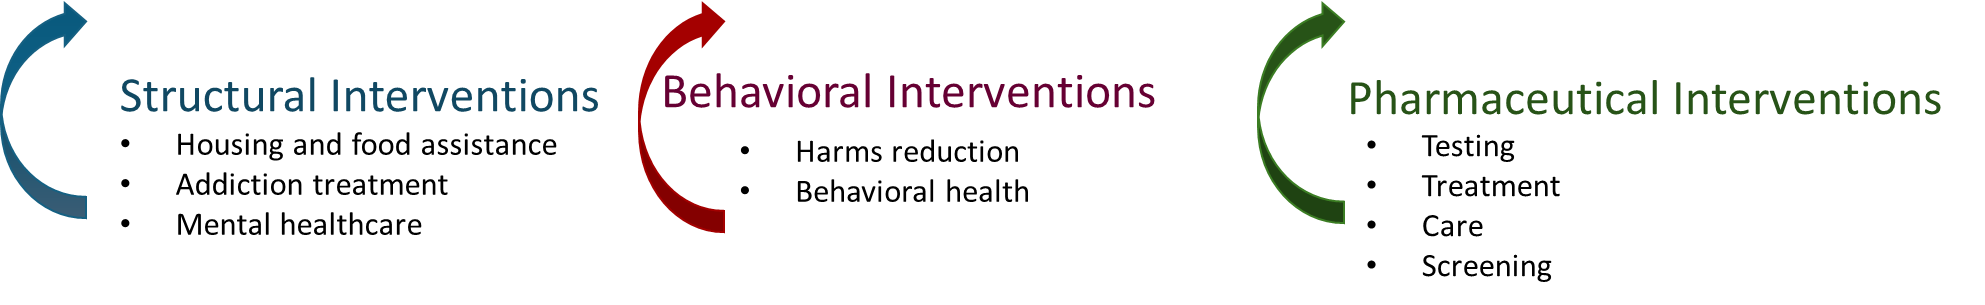 Structural Interventions
• Housing and food assistance
• Addiction treatment
• Mental healthcare
Behavioral Interventions
• Harms reduction
• Behavioral health
Pharmaceutical Interventions
• Testing
• Treatment
• Care
• Screening